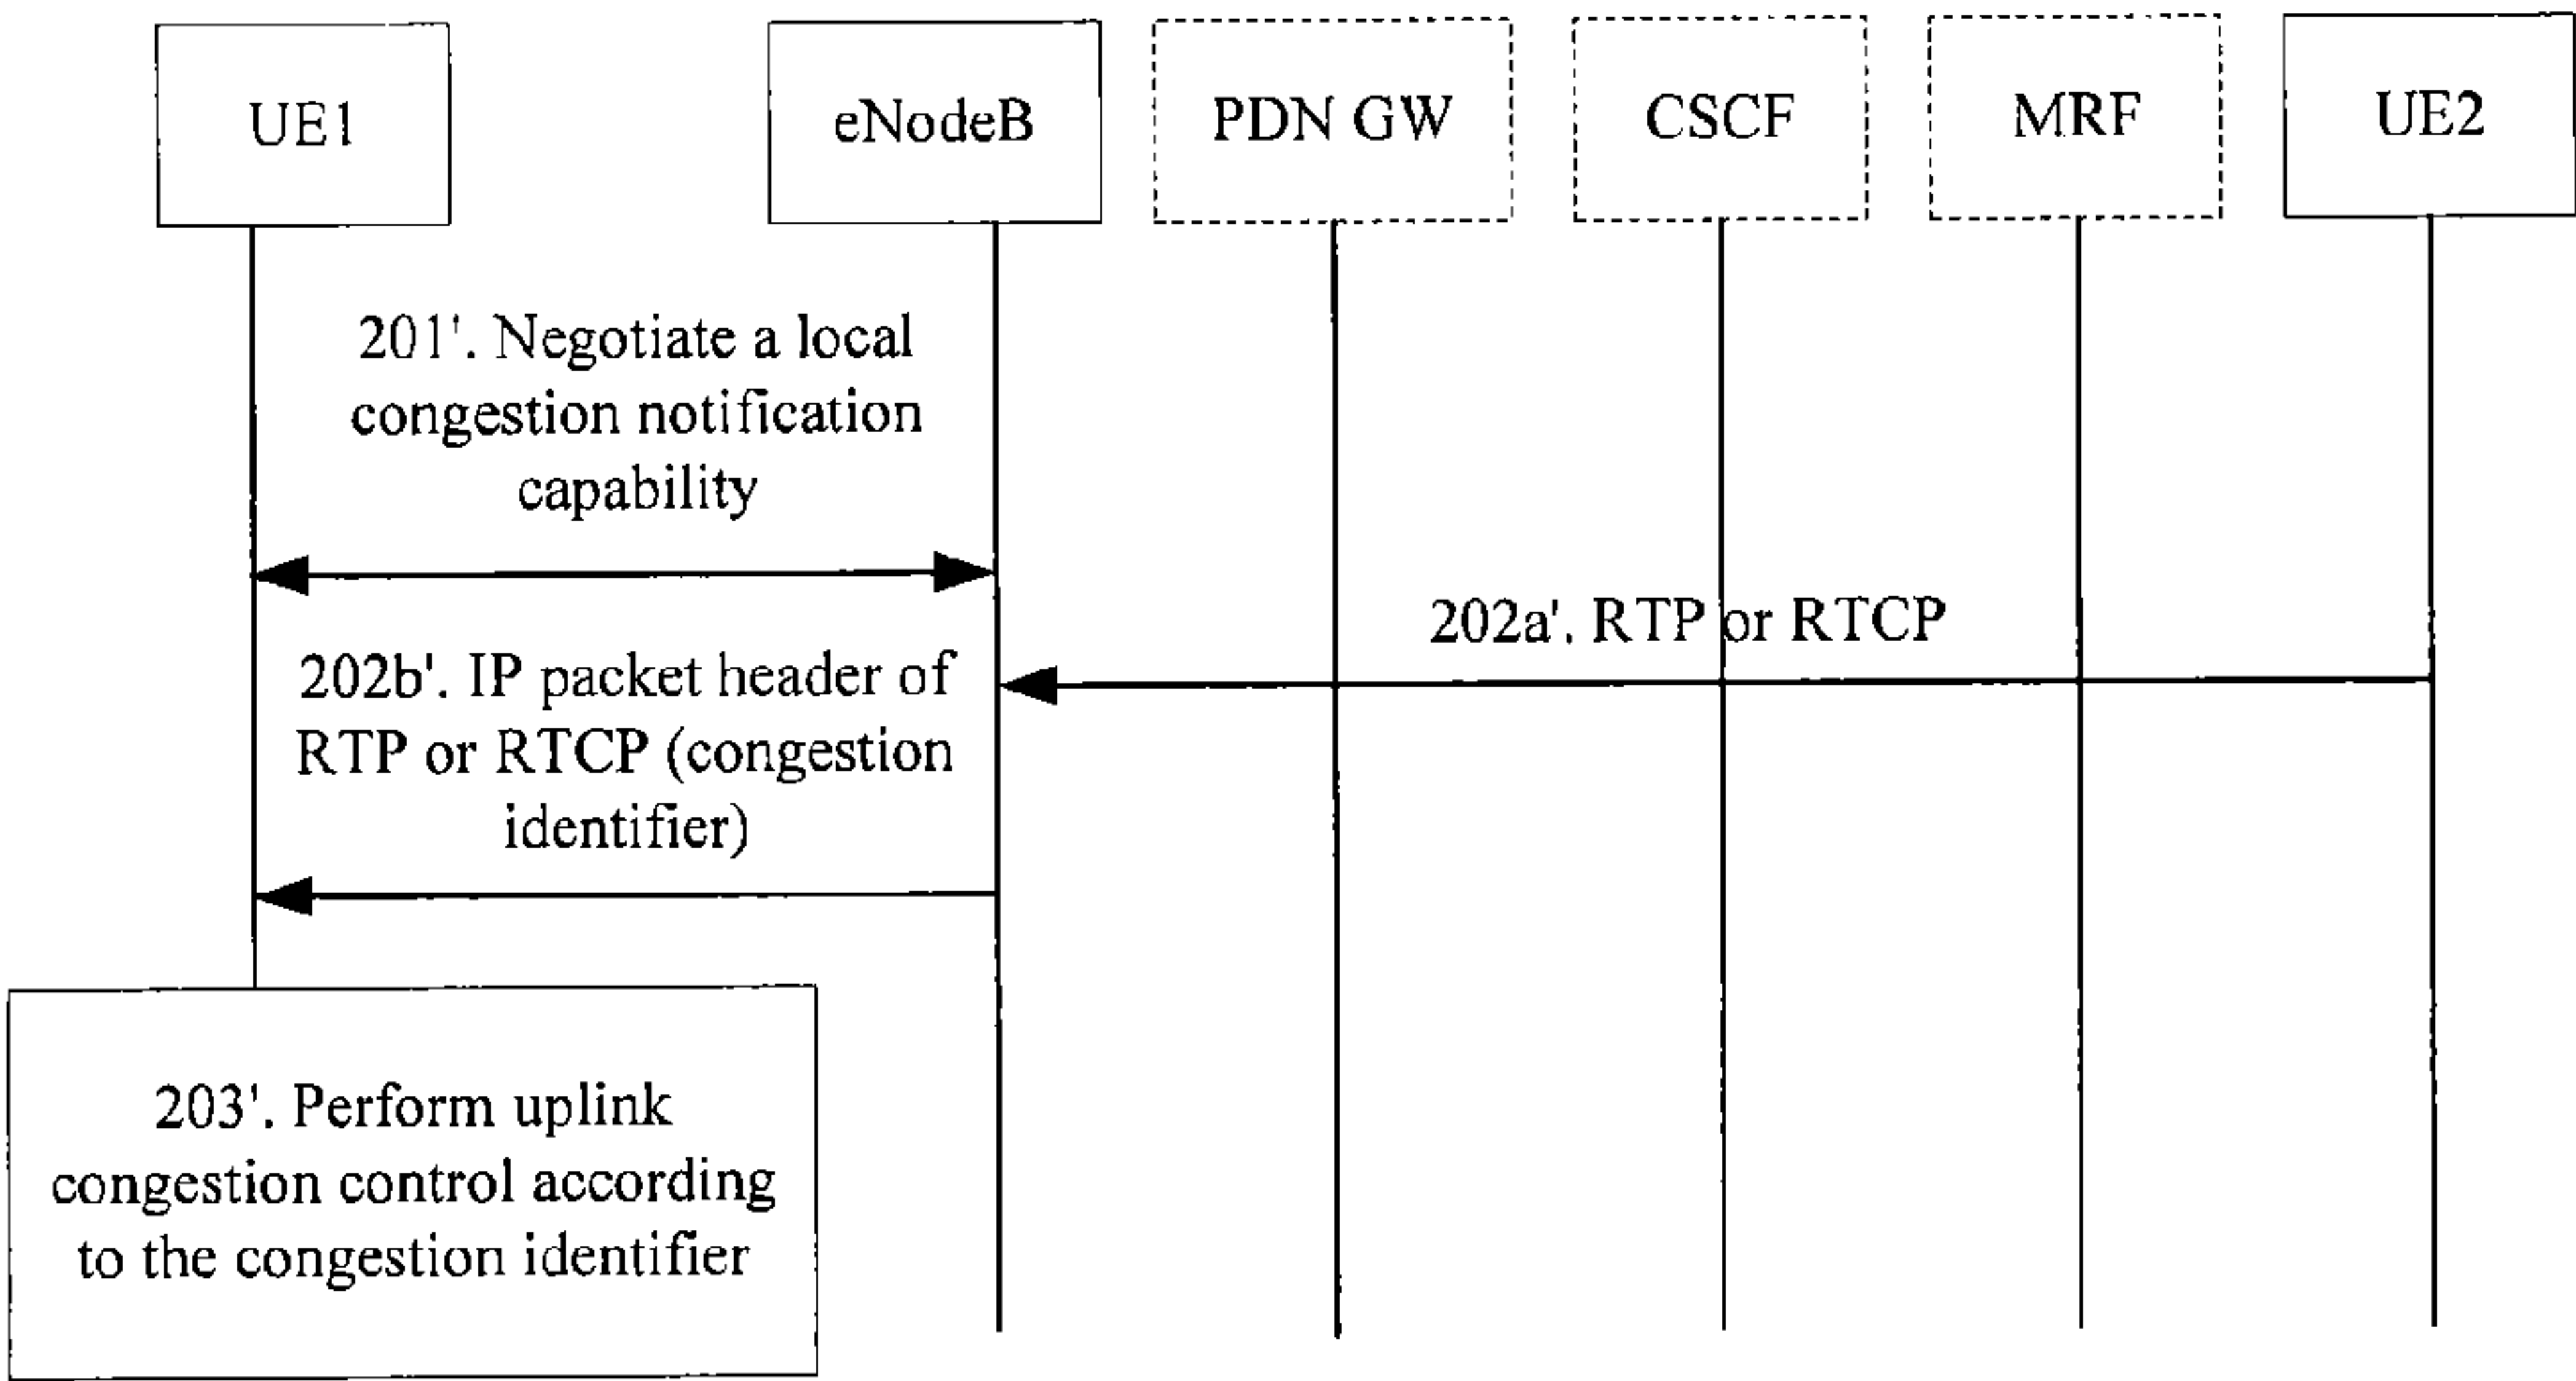 UE1
eNodeB
PDN GW
CSCF
MRF
UE2
201'. Negotiate a local
congestion notification
capability
202a'. RTP or RTCP
202b'. IP packet header of
RTP or RTCP (congestion
identifier)
203'. Perform uplink
congestion control according
to the congestion identifier